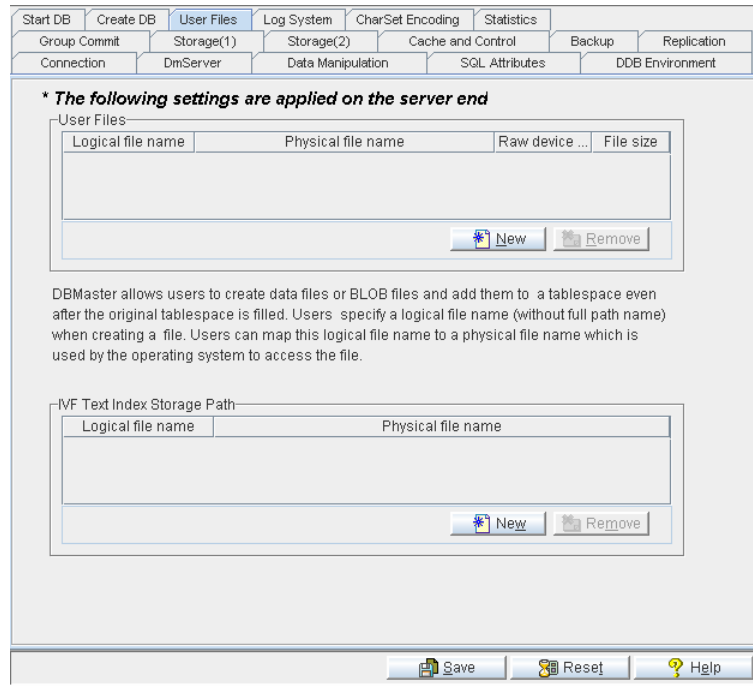 Start DB Create DB User Files Log System CharSet Encoding Statistics
Group Commit Storage(1) Storage(2) Cache and Control Backup Replication
Connection DmServer Data Manipulation SQL Attributes DDB Environment
* The following settings are applied on the server end
User Files
Logical file name Physical file name Raw device ... File size
New Remove
DBMaster allows users to create data files or BLOB files and add them to a tablespace even
after the original tablespace is filled. Users specify a logical file name (without full path name)
when creating a file. Users can map this logical file name to a physical file name which is
used by the operating system to access the file.
IVF Text Index Storage Path
Logical file name Physical file name
New Remove
Save Reset Help